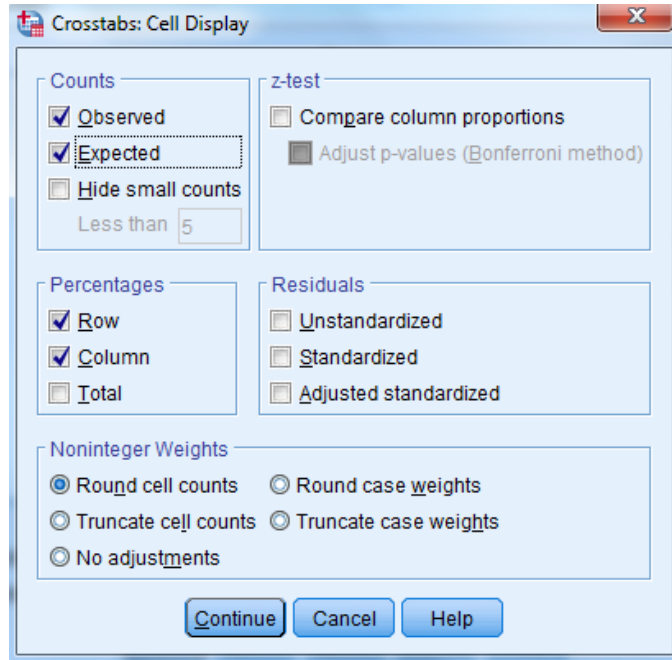 Crosstabs: Cell Display
Counts
Observed
Expected
Hide small counts
Less than 5
z-test
Compare column proportions
Adjust p-values (Bonferroni method)
Percentages
Row
Column
Total
Residuals
Unstandardized
Standardized
Adjusted standardized
Noninteger Weights
Round cell counts Round case weights
Truncate cell counts Truncate case weights
No adjustments
Continue Cancel Help